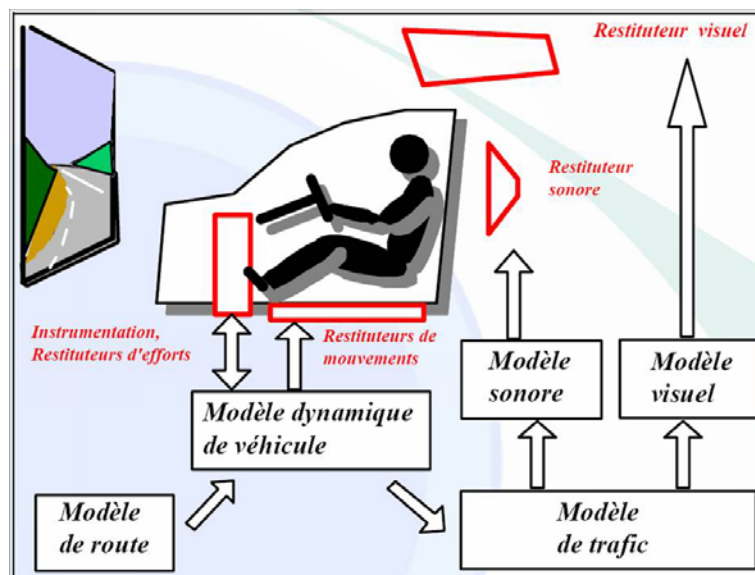 Restituteur visuel
Restituteur
sonore
Instrumentation,
Restituteurs d'efforts
Restituteurs de
mouvements
Modèle
sonore
Modèle
visuel
Modèle dynamique
de véhicule
Modèle
de route
Modèle
de trafic